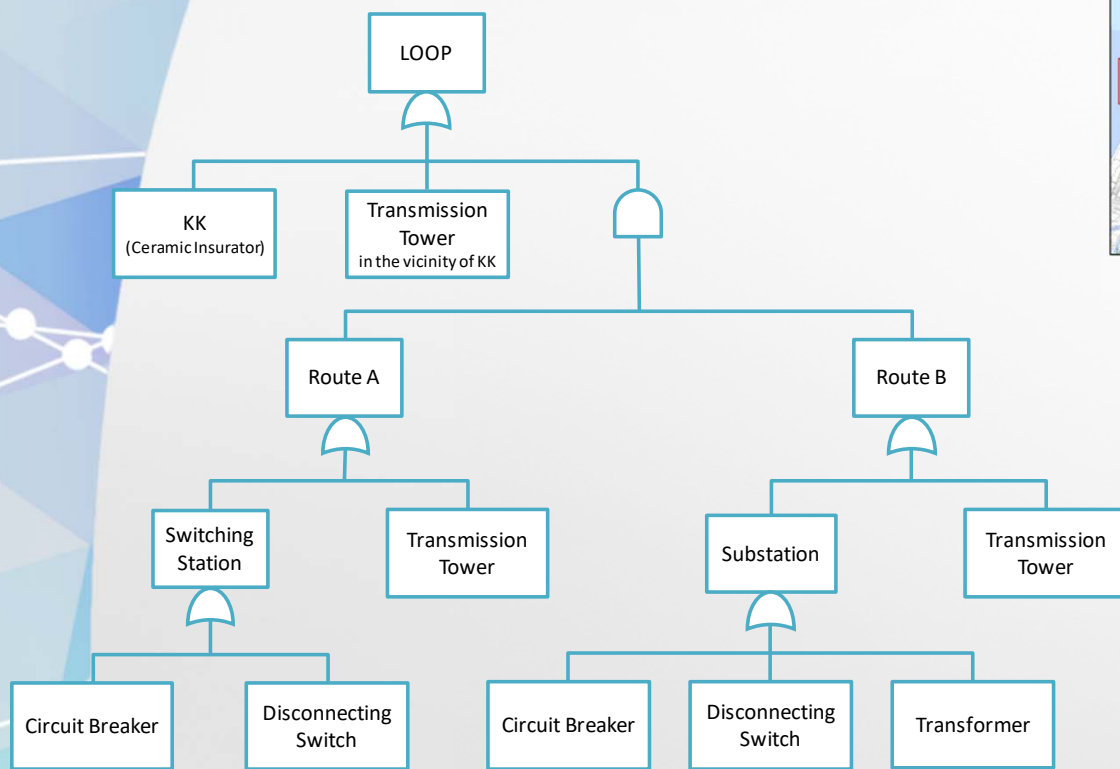 LOOP
KK
(Ceramic Insurator)
Transmission
Tower
in the vicinity of KK
Route A
Route B
Switching
Station
Transmission
Tower
Substation
Transmission
Tower
Circuit Breaker
Disconnecting
Switch
Circuit Breaker
Disconnecting
Switch
Transformer